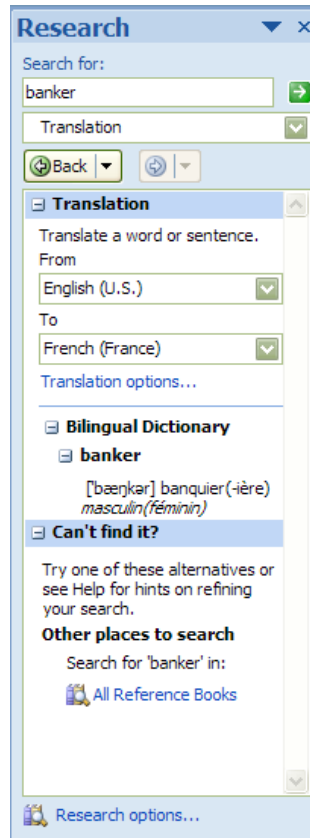 Research
Search for:
banker
Translation
Back
Translation
Translate a word or sentence.
From
English (U.S.)
To
French (France)
Translation options...
Bilingual Dictionary
banker
['bæŋkər] banquier(-ière)
masculin(féminin)
Can't find it?
Try one of these alternatives or
see Help for hints on refining
your search.
Other places to search
Search for 'banker' in:
All Reference Books
Research options...